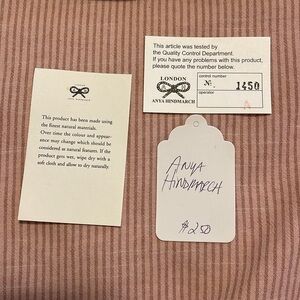 This article was tested by
the Quality Control Department.
If you have any problems with this product,
please quote the number below.
LONDON
ANYA HINDMARCH
control number
№. 1450
operator
This product has been made using
the finest natural materials.
Over time the colour and appear-
ance may change which should be
considered as natural features. If the
product gets wet, wipe dry with a
soft cloth and allow to dry naturally.
ANYA
HINDMARCH
$250